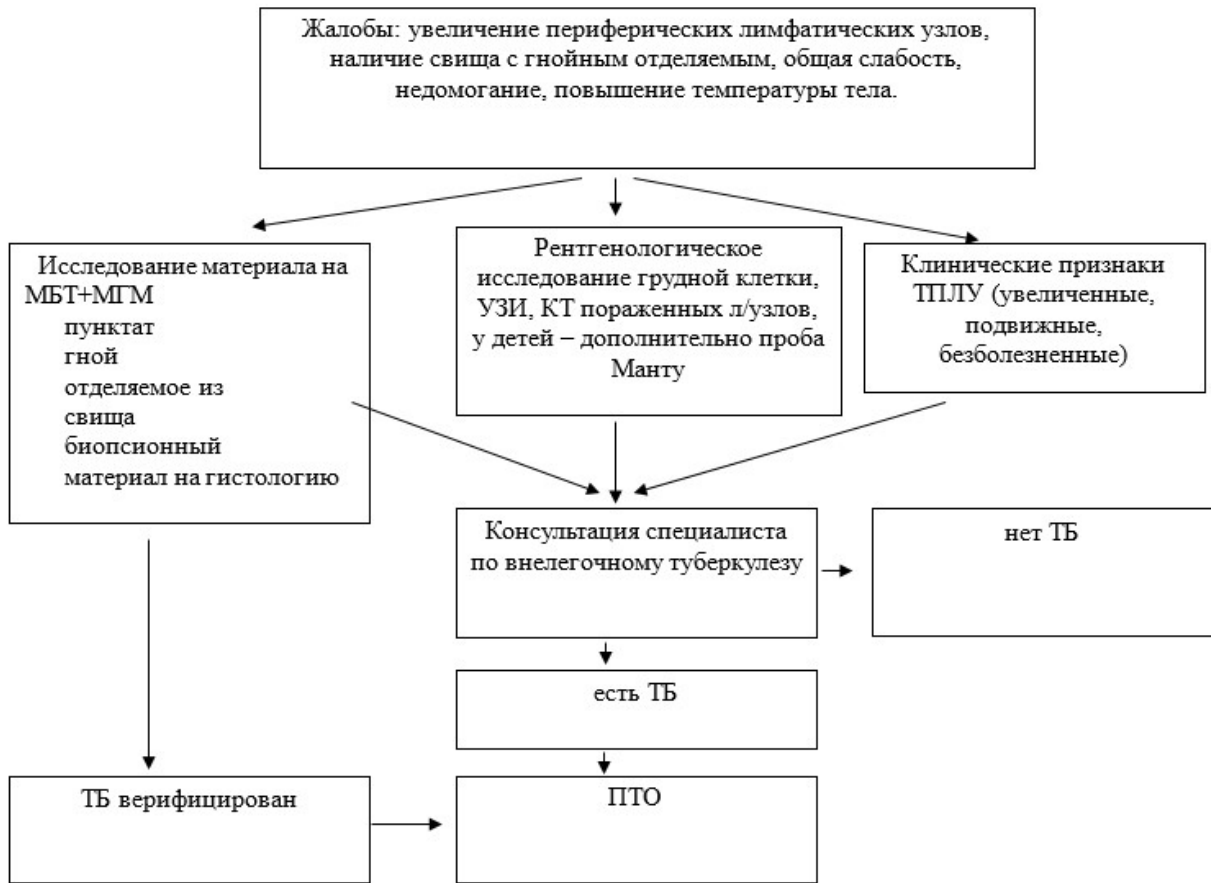 Жалобы: увеличение периферических лимфатических узлов,
наличие свища с гнойным отделяемым, общая слабость,
недомогание, повышение температуры тела.
Исследование материала на
МБТ+МГМ
пунктат
гной
отделяемое из
свища
биопсионный
материал на гистологию
Рентгенологическое
исследование грудной клетки,
УЗИ, КТ пораженных л/узлов,
у детей – дополнительно проба
Манту
Клинические признаки
ТПЛУ (увеличенные,
подвижные,
безболезненные)
Консультация специалиста
по внелегочному туберкулезу
нет ТБ
есть ТБ
ТБ верифицирован
ПТО